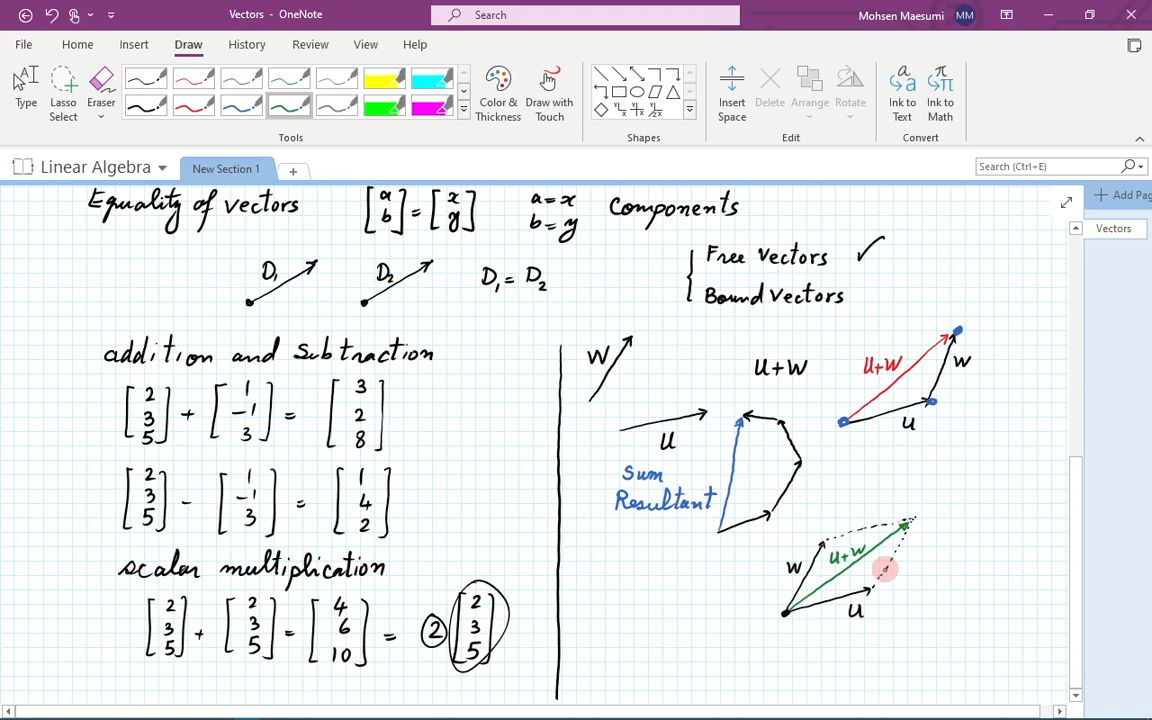 Vectors - OneNote
Search
Mohsen Maesumi
MM
File Home Insert Draw History Review View Help
Type
Lasso Select
Eraser
Tools
Color & Thickness
Draw with Touch
Shapes
Insert Space
Delete
Arrange
Rotate
Edit
Ink to Text
Ink to Math
Convert
Linear Algebra
New Section 1
+
Search (Ctrl+E)
+ Add Pag
Vectors
Equality of vectors [a b] = [x y] a = x b = y Components
D₁ D₂ D₁ = D₂
Free Vectors ✓
Bound Vectors
addition and Subtraction
[2 3 5] + [1 -1 3] = [3 2 8]
[2 3 5] - [1 -1 3] = [1 4 2]
scalar multiplication
[2 3 5] + [2 3 5] = [4 6 10] = 2 [2 3 5]
W
U
U+W
U+W
W
U
Sum
Resultant
W
U+W
U